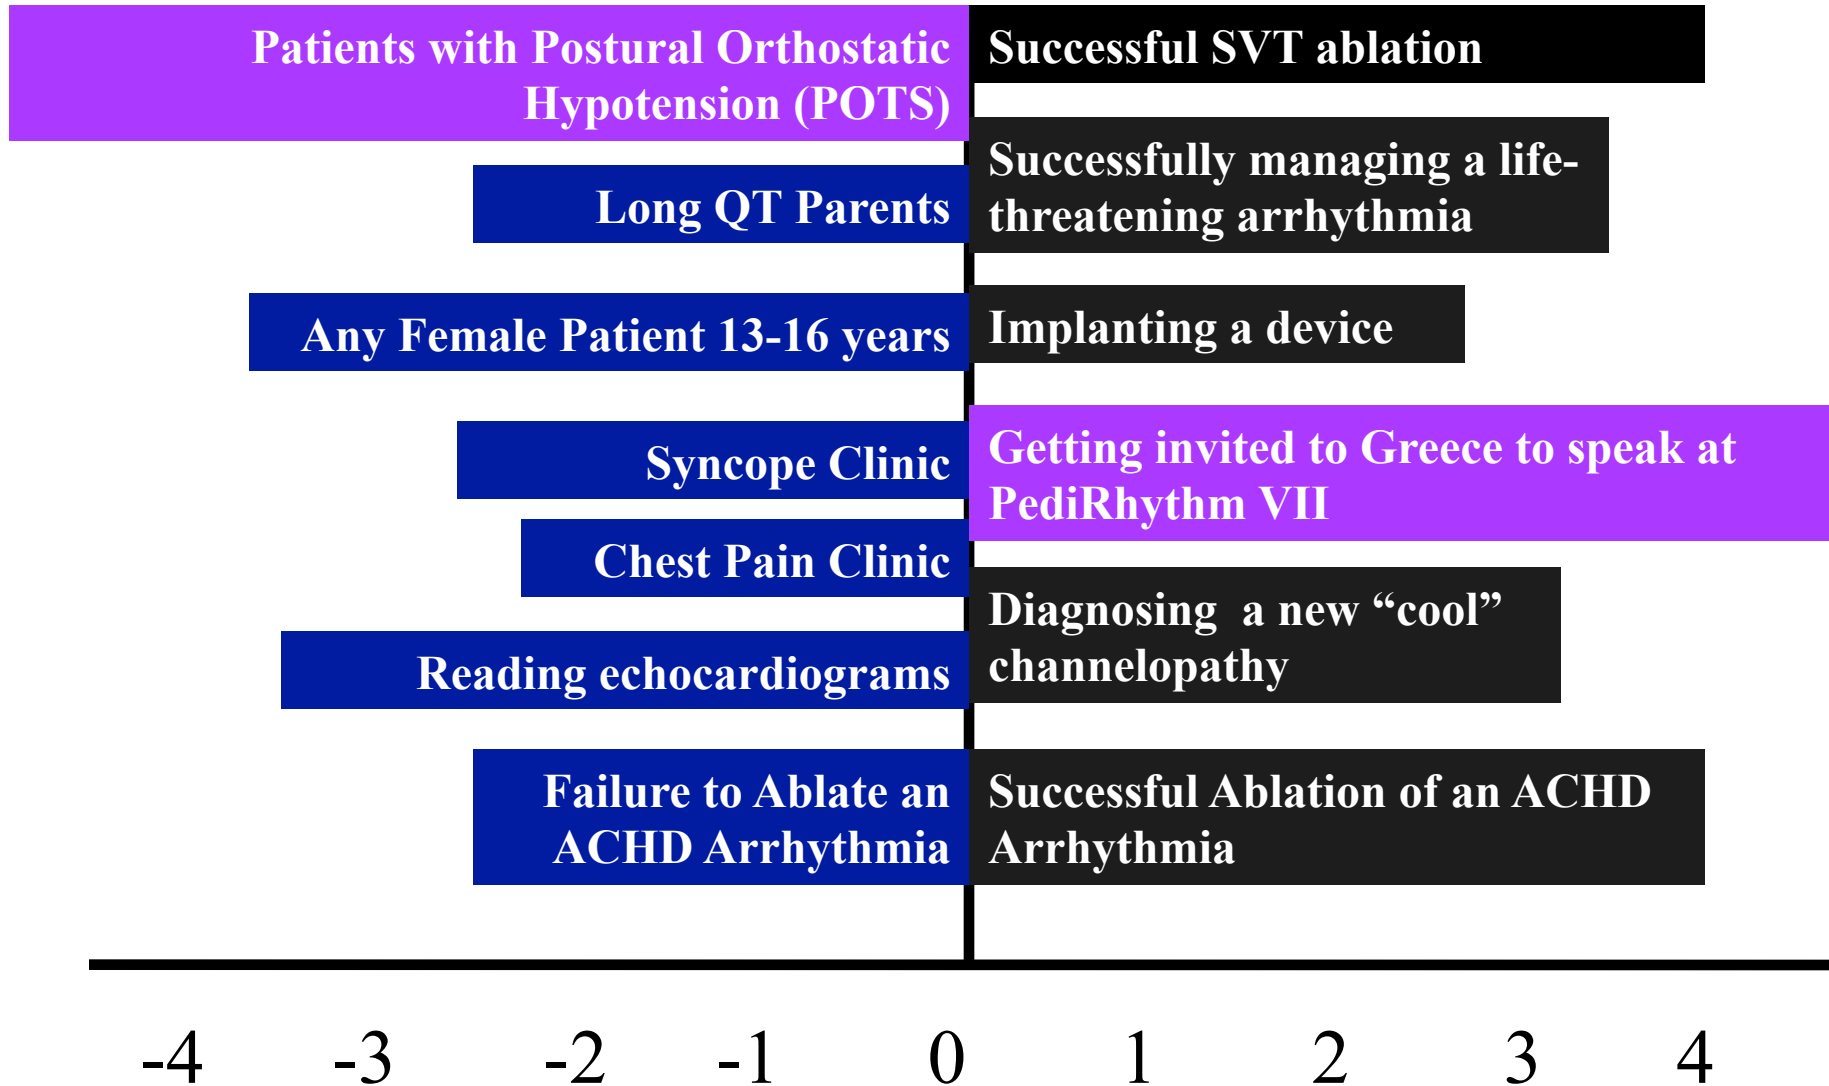 Patients with Postural Orthostatic
Hypotension (POTS)
Successful SVT ablation
Successfully managing a life-
threatening arrhythmia
Long QT Parents
Any Female Patient 13-16 years
Implanting a device
Syncope Clinic
Getting invited to Greece to speak at
PediRhythm VII
Chest Pain Clinic
Diagnosing  a new “cool”
channelopathy
Reading echocardiograms
Failure to Ablate an
ACHD Arrhythmia
Successful Ablation of an ACHD
Arrhythmia
-4 -3 -2 -1 0 1 2 3 4